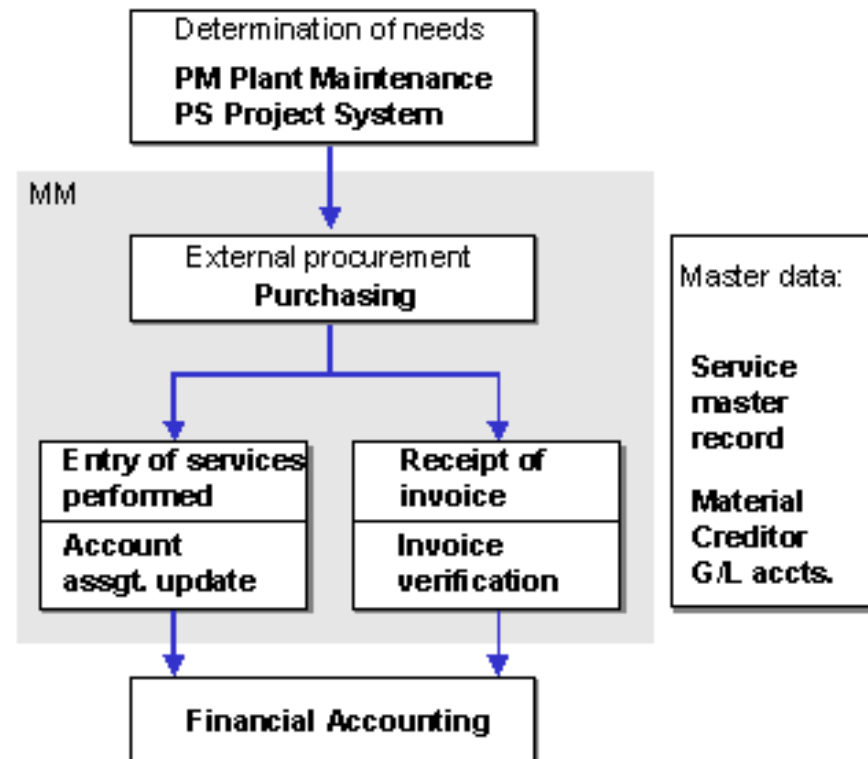 Determination of needs
PM Plant Maintenance
PS Project System
MM
External procurement
Purchasing
Entry of services
performed
Account
assgt. update
Receipt of
invoice
Invoice
verification
Financial Accounting
Master data:
Service
master
record
Material
Creditor
G/L accts.